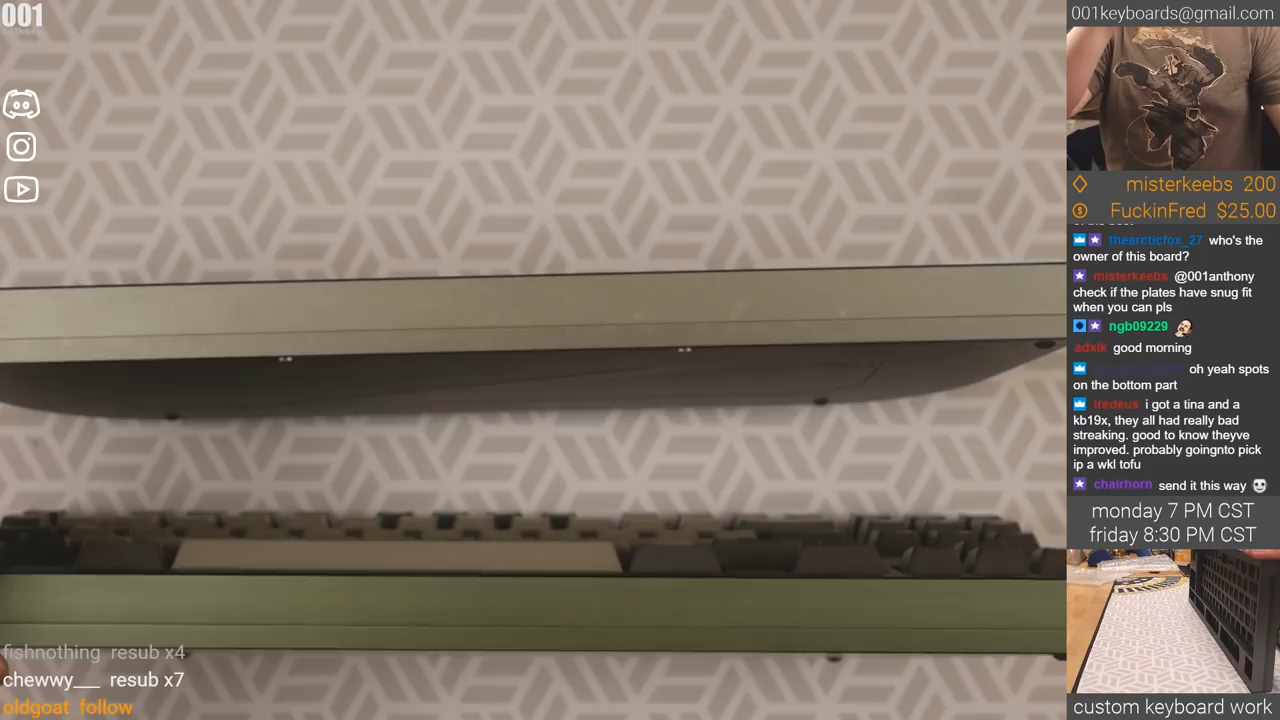 001
001keyboards@gmail.com
misterkeebs 200
FuckinFred $25.00
thearcticfox_27 who's the
owner of this board?
misterkeebs @001anthony
check if the plates have snug fit
when you can pls
ngb09229
adxlk good morning
oh yeah spots
on the bottom part
i got a tina and a
kb19x, they all had really bad
streaking. good to know theyve
improved. probably goingnto pick
ip a wkl tofu
chairhorn send it this way
monday 7 PM CST
friday 8:30 PM CST
fishnothing resub x4
chewwy___ resub x7
oldgoat follow
custom keyboard work